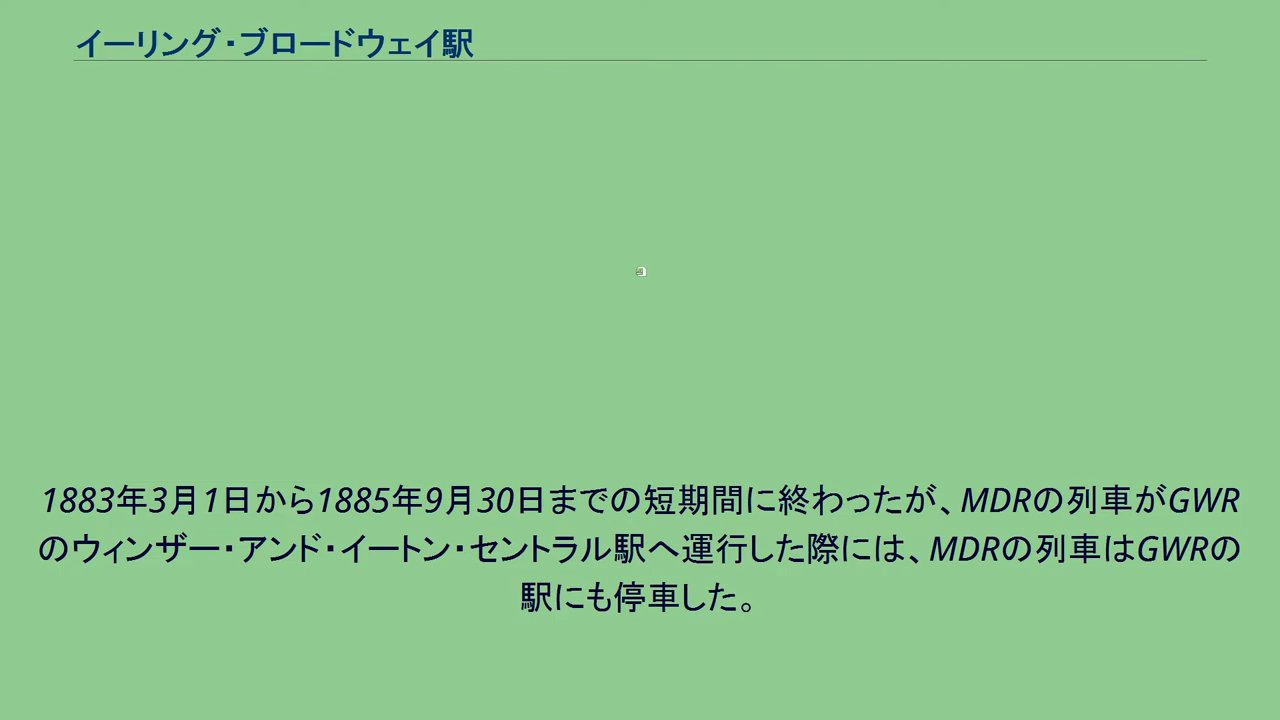 イーリング・ブロードウェイ駅
1883年3月1日から1885年9月30日までの短期間に終わったが、MDRの列車がGWR
のウィンザー・アンド・イートン・セントラル駅へ運行した際には、MDRの列車はGWRの
駅にも停車した。